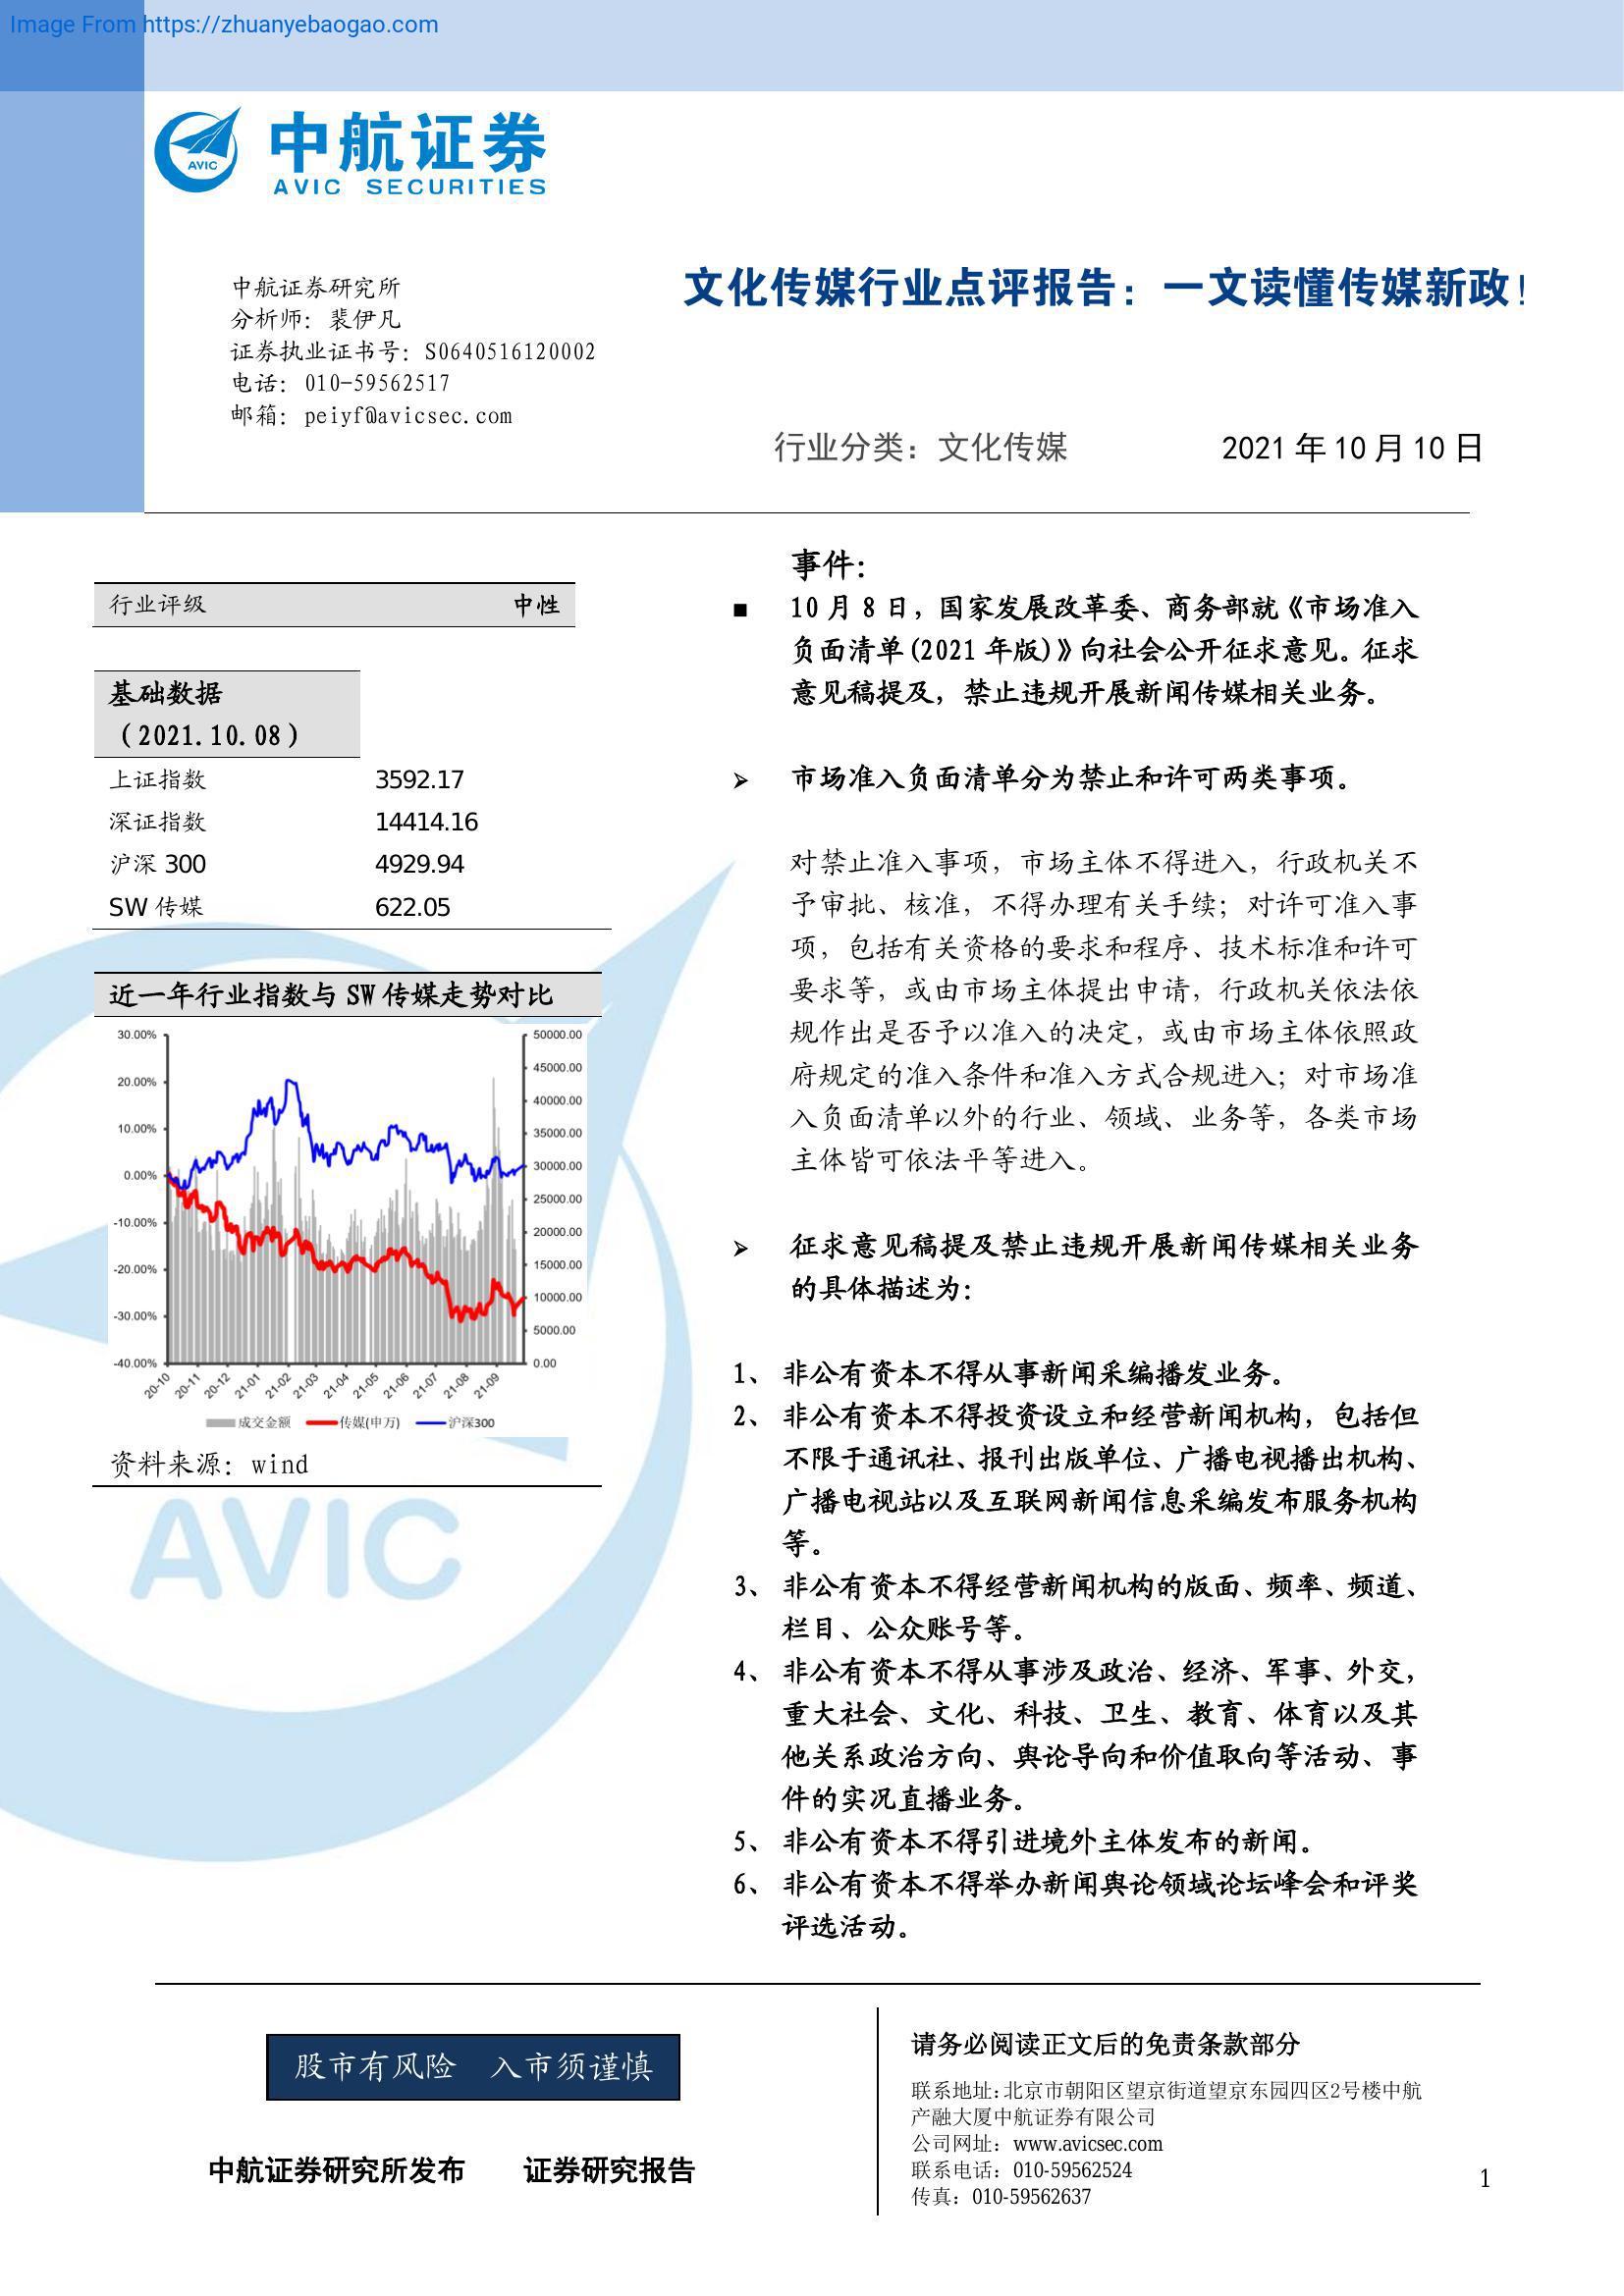 Image From https://zhuanyebaogao.com
AVIC
中航证券
AVIC SECURITIES
中航证券研究所
分析师：裴伊凡
证券执业证书号：S0640516120002
电话：010-59562517
邮箱：peiyf@avicsec.com
文化传媒行业点评报告：一文读懂传媒新政！
行业分类：文化传媒 2021 年 10 月 10 日
行业评级 中性
基础数据
（2021.10.08）
上证指数 3592.17
深证指数 14414.16
沪深 300 4929.94
SW 传媒 622.05
近一年行业指数与 SW 传媒走势对比
30.00% 50000.00
45000.00
20.00%
40000.00
10.00% 35000.00
0.00% 30000.00
25000.00
-10.00%
20000.00
-20.00% 15000.00
10000.00
-30.00%
5000.00
-40.00% 0.00
20-10 20-11 20-12 21-01 21-02 21-03 21-04 21-05 21-06 21-07 21-08 21-09
成交金额 传媒(申万) 沪深300
资料来源：wind
AVIC
事件：
■ 10 月 8 日，国家发展改革委、商务部就《市场准入
负面清单(2021 年版)》向社会公开征求意见。征求
意见稿提及，禁止违规开展新闻传媒相关业务。
➢ 市场准入负面清单分为禁止和许可两类事项。
对禁止准入事项，市场主体不得进入，行政机关不
予审批、核准，不得办理有关手续；对许可准入事
项，包括有关资格的要求和程序、技术标准和许可
要求等，或由市场主体提出申请，行政机关依法依
规作出是否予以准入的决定，或由市场主体依照政
府规定的准入条件和准入方式合规进入；对市场准
入负面清单以外的行业、领域、业务等，各类市场
主体皆可依法平等进入。
➢ 征求意见稿提及禁止违规开展新闻传媒相关业务
的具体描述为：
1、 非公有资本不得从事新闻采编播发业务。
2、 非公有资本不得投资设立和经营新闻机构，包括但
不限于通讯社、报刊出版单位、广播电视播出机构、
广播电视站以及互联网新闻信息采编发布服务机构
等。
3、 非公有资本不得经营新闻机构的版面、频率、频道、
栏目、公众账号等。
4、 非公有资本不得从事涉及政治、经济、军事、外交，
重大社会、文化、科技、卫生、教育、体育以及其
他关系政治方向、舆论导向和价值取向等活动、事
件的实况直播业务。
5、 非公有资本不得引进境外主体发布的新闻。
6、 非公有资本不得举办新闻舆论领域论坛峰会和评奖
评选活动。
股市有风险 入市须谨慎
中航证券研究所发布 证券研究报告
请务必阅读正文后的免责条款部分
联系地址：北京市朝阳区望京街道望京东园四区2号楼中航
产融大厦中航证券有限公司
公司网址：www.avicsec.com
联系电话：010-59562524
传真：010-59562637
1